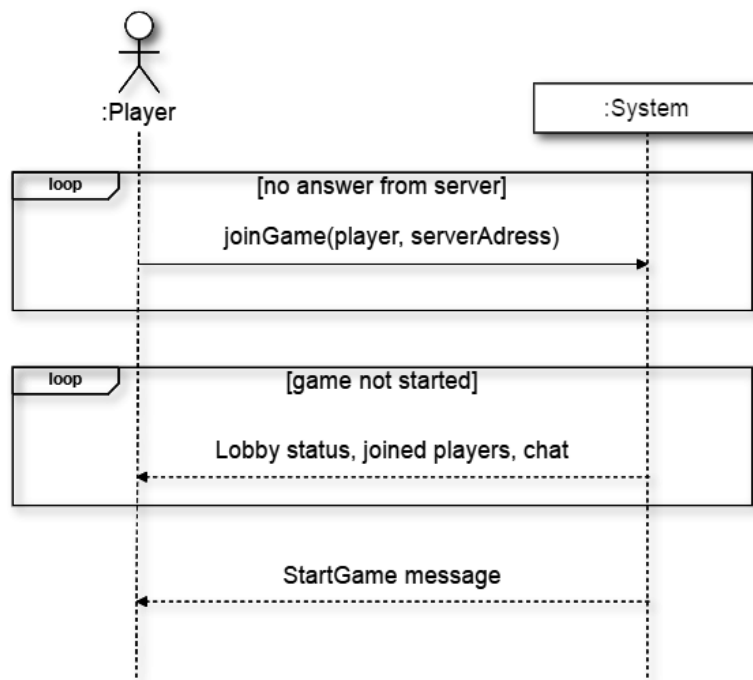 :Player
:System
loop
[no answer from server]
joinGame(player, serverAdress)
loop
[game not started]
Lobby status, joined players, chat
StartGame message